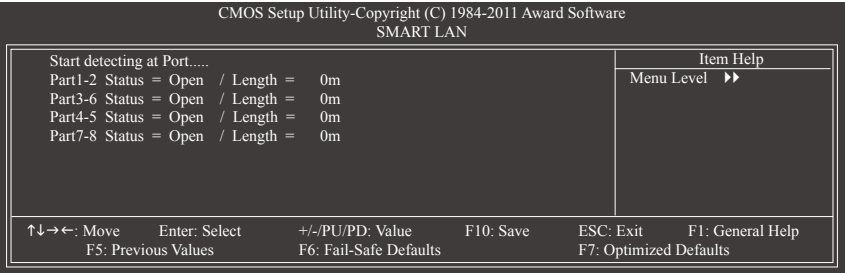 CMOS Setup Utility-Copyright (C) 1984-2011 Award Software
SMART LAN
Start detecting at Port.....
Part1-2 Status = Open / Length = 0m
Part3-6 Status = Open / Length = 0m
Part4-5 Status = Open / Length = 0m
Part7-8 Status = Open / Length = 0m
Item Help
Menu Level ▶▶
↑↓→←: Move Enter: Select +/-/PU/PD: Value F10: Save ESC: Exit F1: General Help
F5: Previous Values F6: Fail-Safe Defaults F7: Optimized Defaults